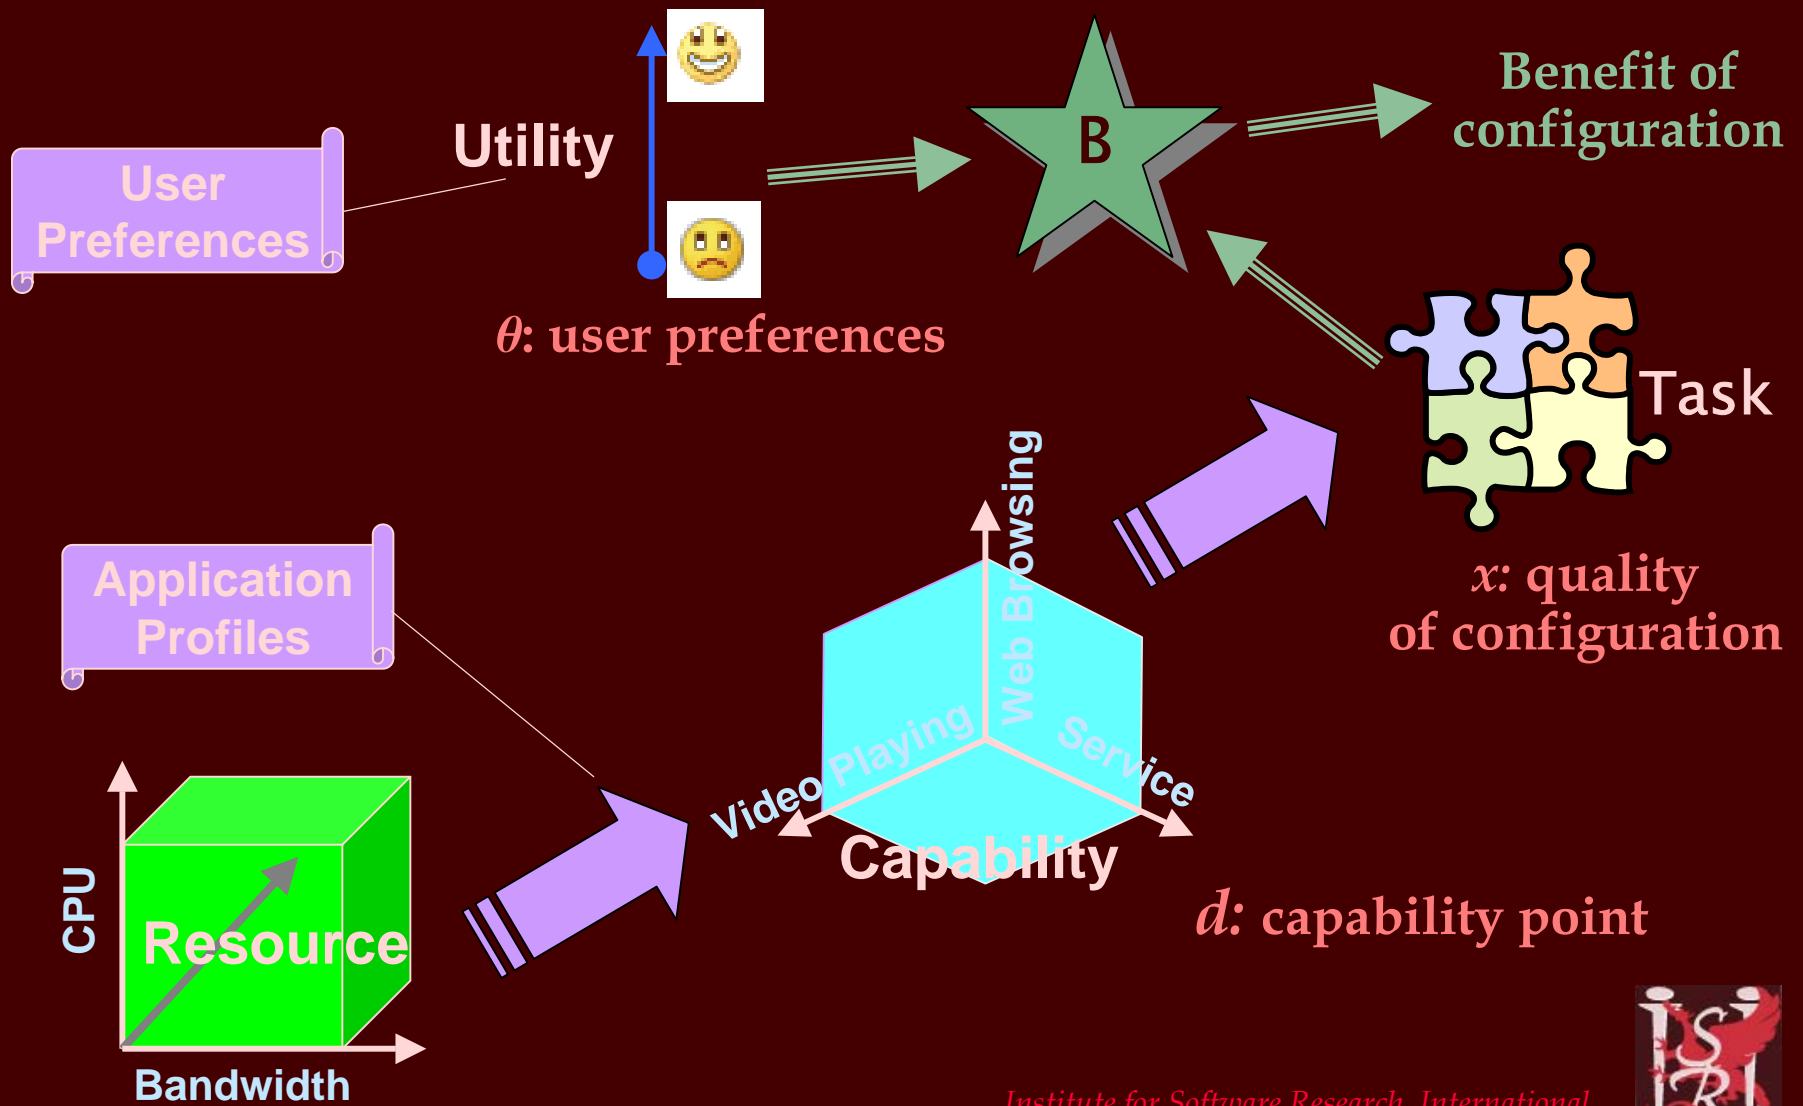 Benefit of
configuration
B
Utility
User
Preferences
θ: user preferences
Task
Web Browsing
Application
Profiles
x: quality
of configuration
Video Playing
Service
Capability
CPU
Resource
d: capability point
Bandwidth
Institute for Software Research, International
ISRI